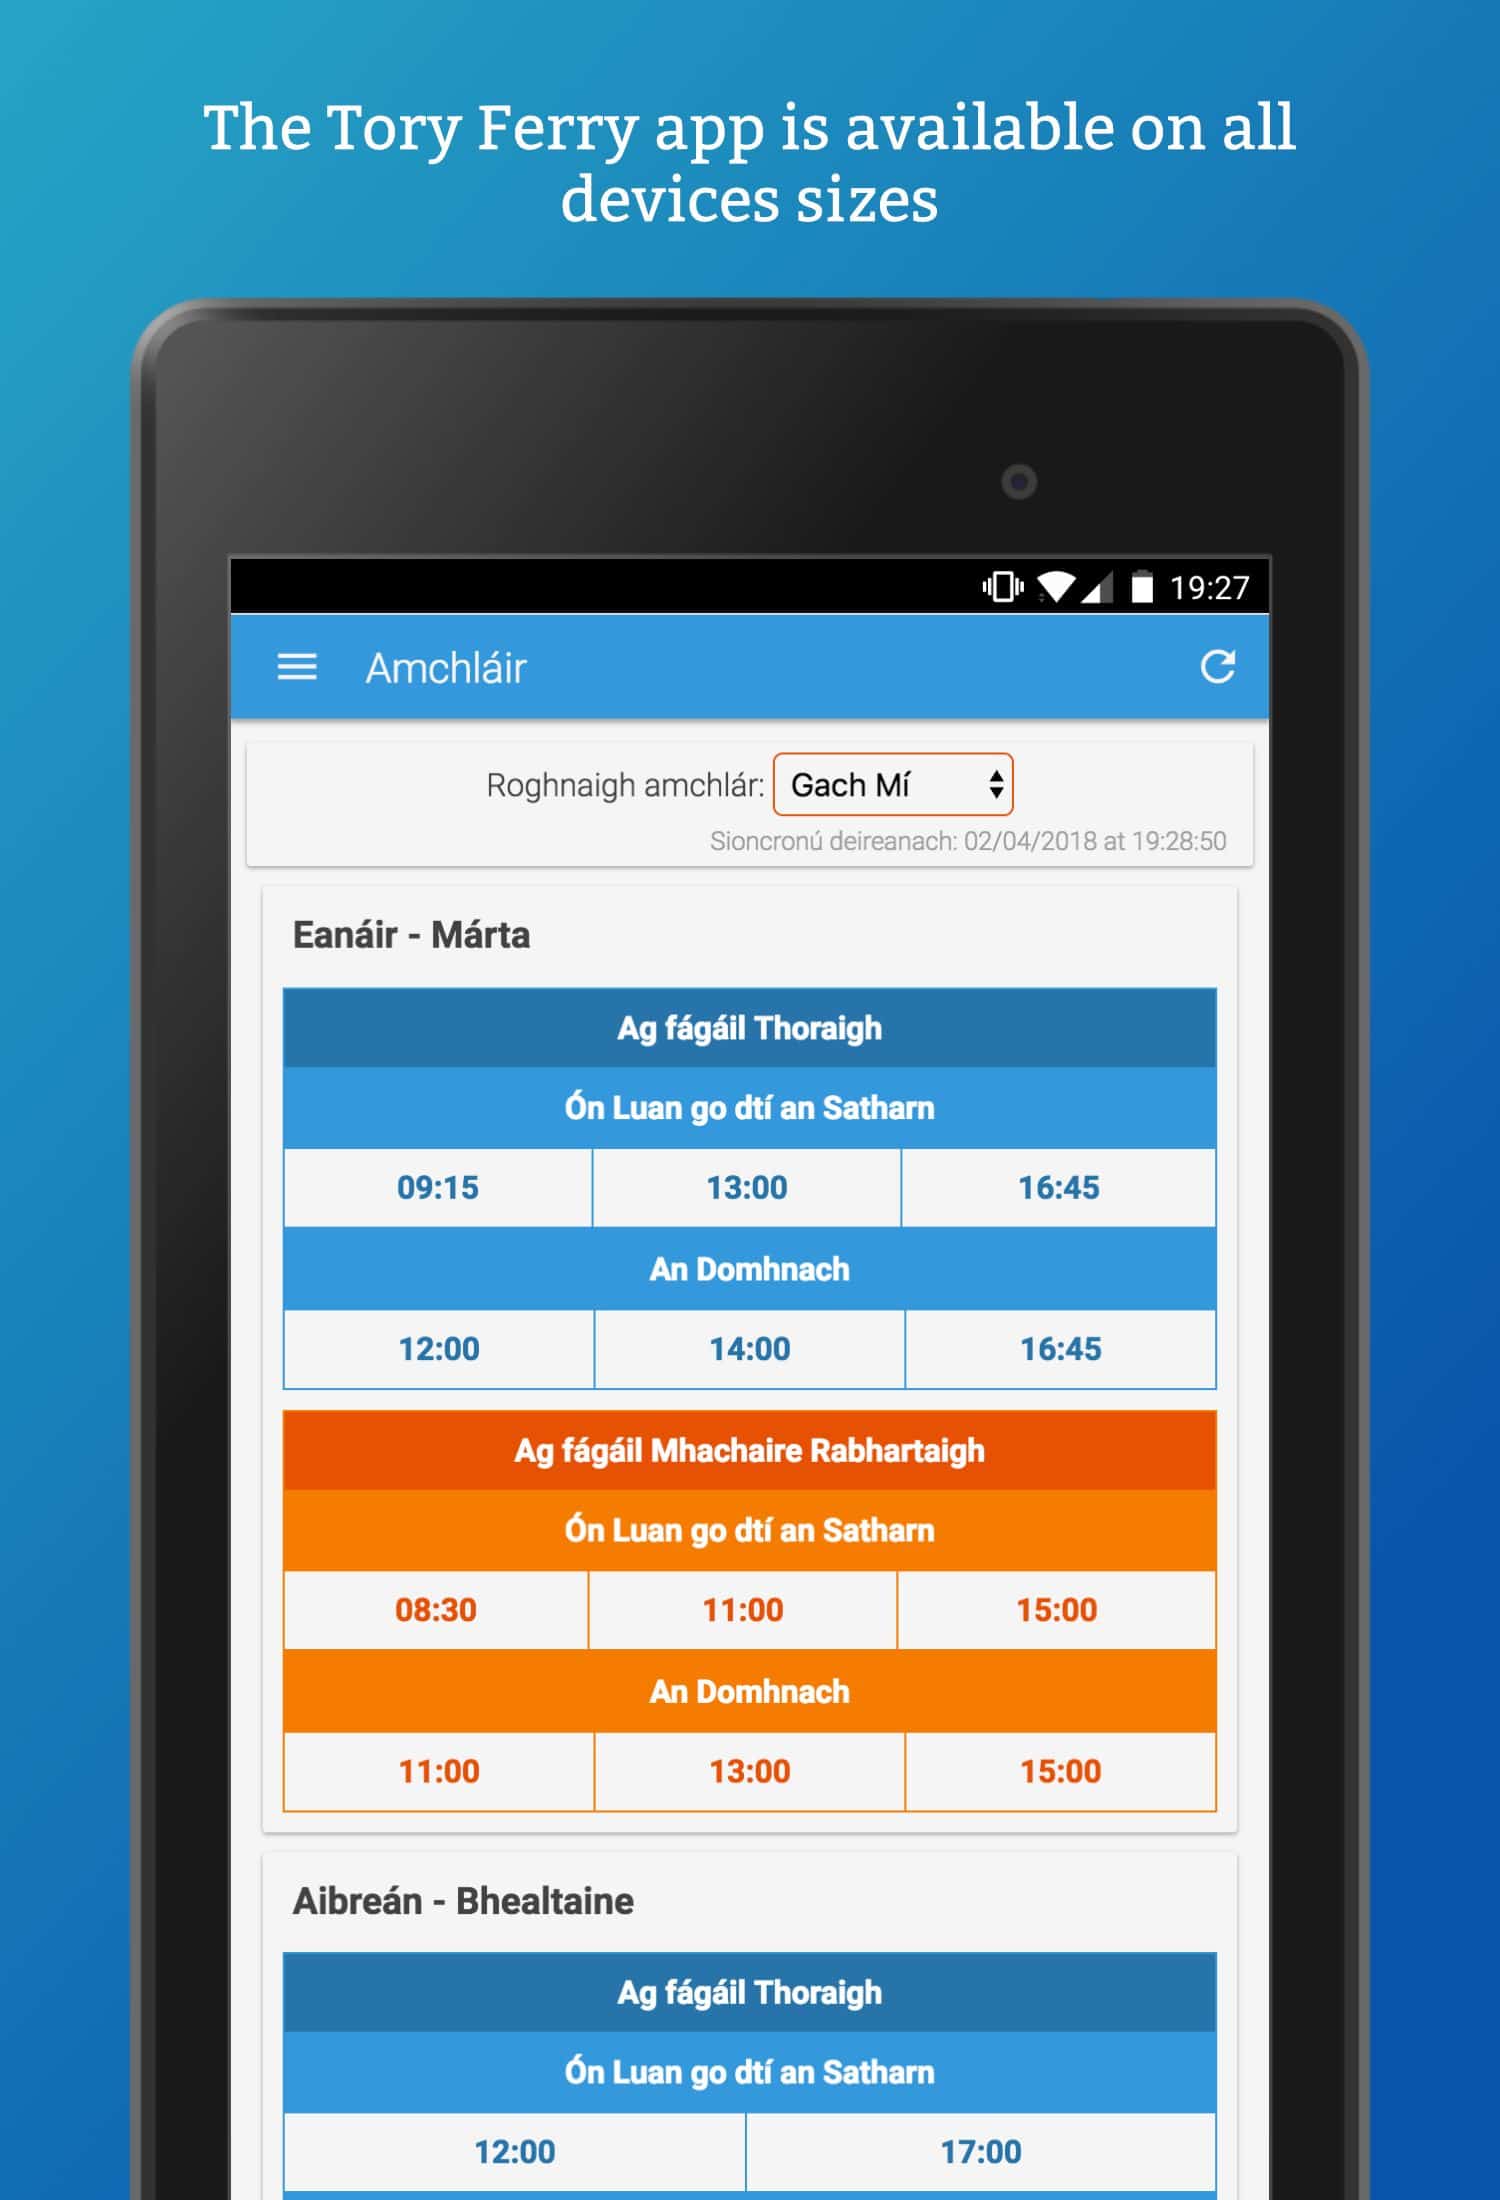 The Tory Ferry app is available on all
devices sizes
19:27
Amchláir
Roghnaigh amchlár: Gach Mí
Sioncronú deireanach: 02/04/2018 at 19:28:50
Eanáir - Márta
Ag fágáil Thoraigh
Ón Luan go dtí an Satharn
09:15 13:00 16:45
An Domhnach
12:00 14:00 16:45
Ag fágáil Mhachaire Rabhartaigh
Ón Luan go dtí an Satharn
08:30 11:00 15:00
An Domhnach
11:00 13:00 15:00
Aibreán - Bhealtaine
Ag fágáil Thoraigh
Ón Luan go dtí an Satharn
12:00 17:00